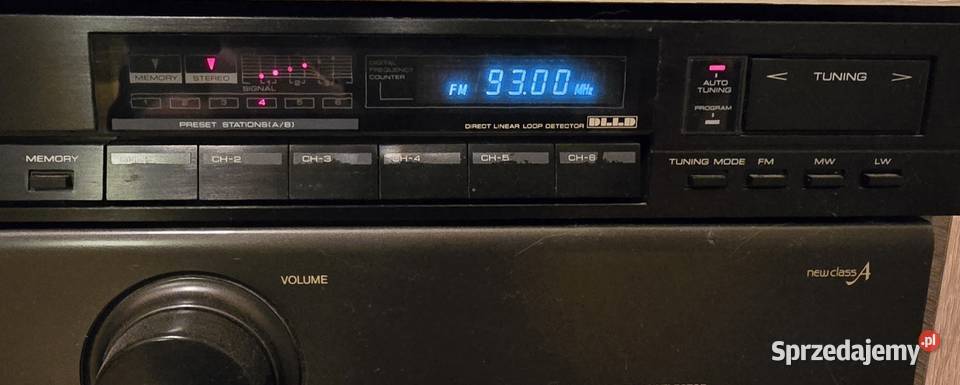 MEMORY
STEREO
SIGNAL
1
2
3
4
5
6
PRESET STATIONS(A/B)
DIGITAL
FREQUENCY
COUNTER
FM 93.00 MHz
DIRECT LINEAR LOOP DETECTOR DLLD
AUTO
TUNING
PROGRAM
< TUNING >
MEMORY
CH-2
CH-3
CH-4
CH-5
CH-6
TUNING MODE
FM
MW
LW
VOLUME
new class A
Sprzedajemy.pl